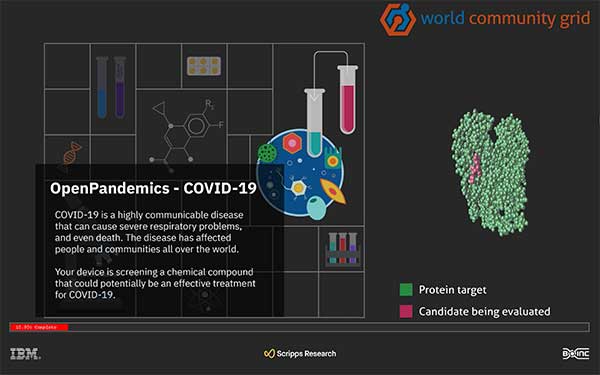 world community grid
R₂
F
OpenPandemics - COVID-19
COVID-19 is a highly communicable disease
that can cause severe respiratory problems,
and even death. The disease has affected
people and communities all over the world.
Your device is screening a chemical compound
that could potentially be an effective treatment
for COVID-19.
Protein target
Candidate being evaluated
IBM
Scripps Research
BOINC